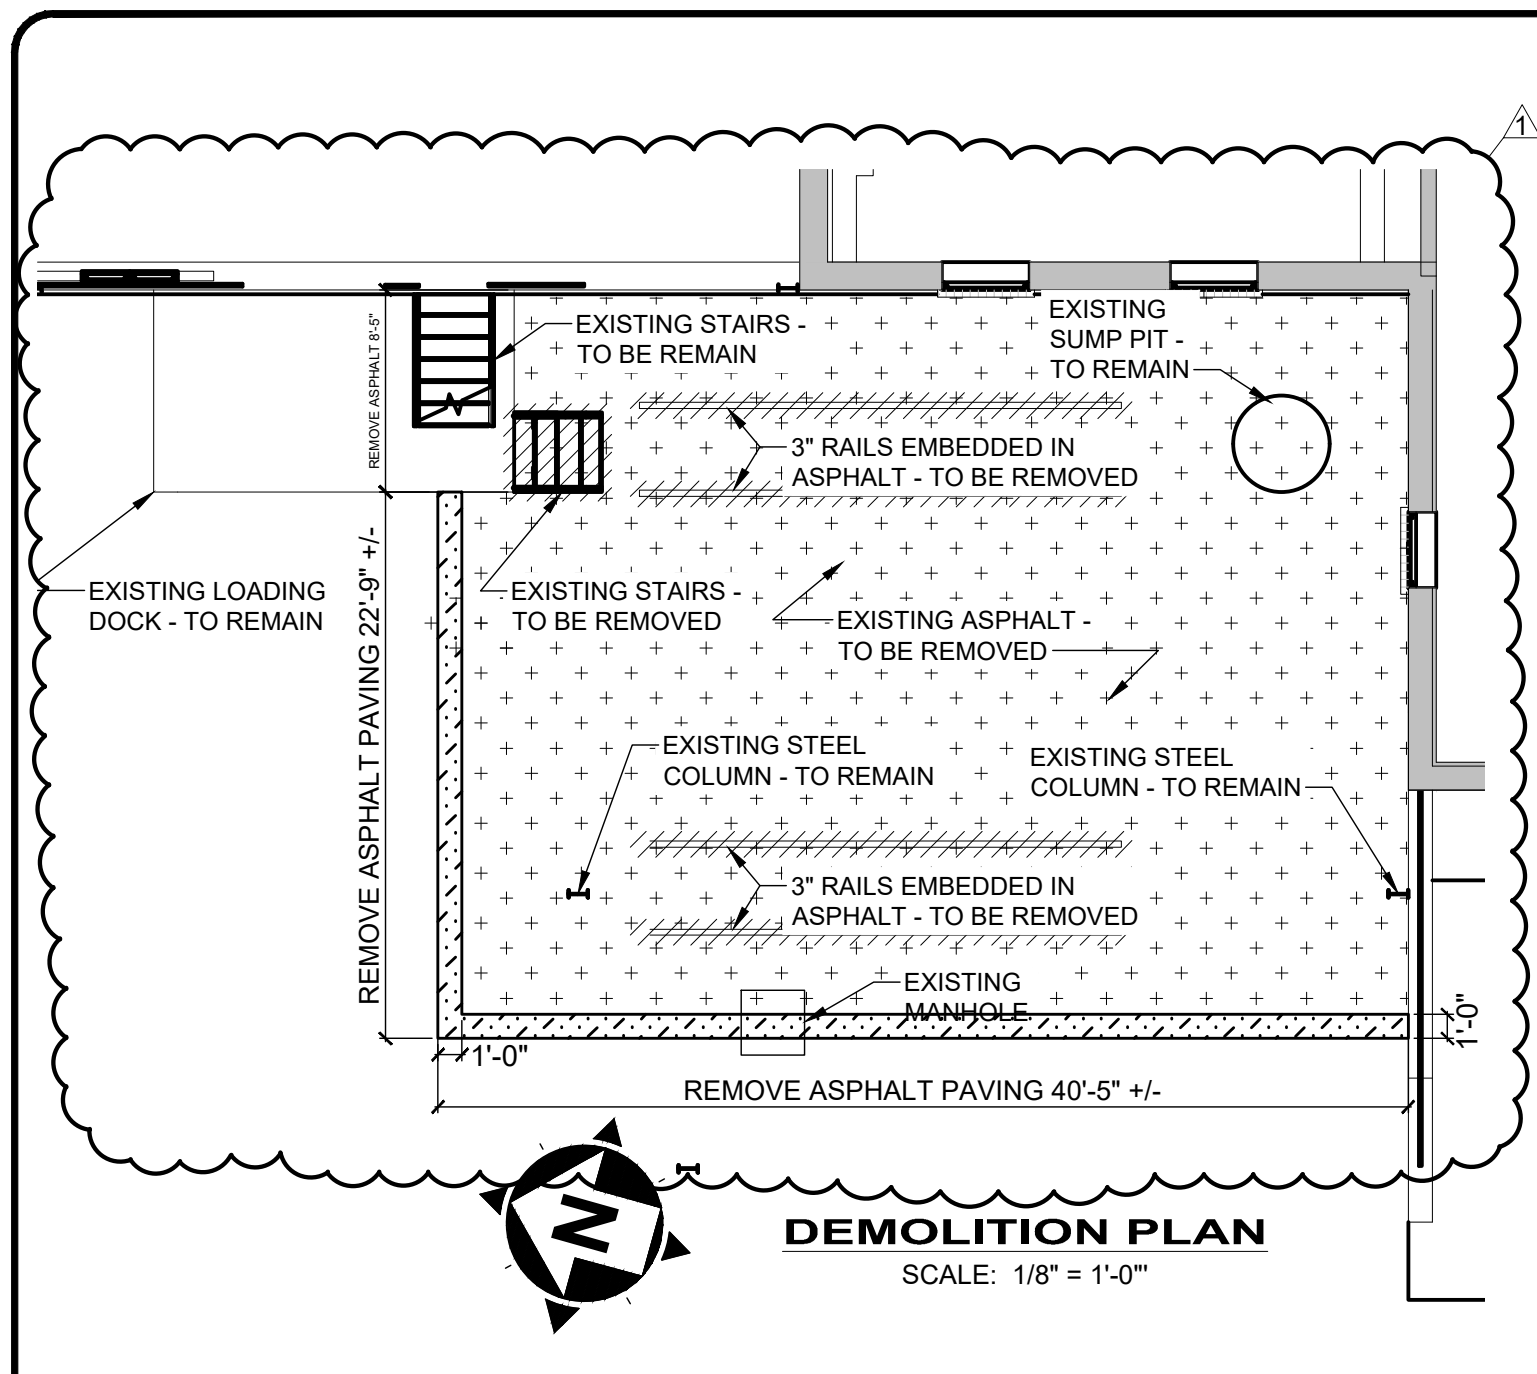 1
EXISTING STAIRS -
TO BE REMAIN
EXISTING
SUMP PIT -
TO REMAIN
REMOVE ASPHALT 8'-5"
3" RAILS EMBEDDED IN
ASPHALT - TO BE REMOVED
EXISTING LOADING
DOCK - TO REMAIN
REMOVE ASPHALT PAVING 22'-9" +/-
EXISTING STAIRS -
TO BE REMOVED
EXISTING ASPHALT -
TO BE REMOVED
EXISTING STEEL
COLUMN - TO REMAIN
EXISTING STEEL
COLUMN - TO REMAIN
3" RAILS EMBEDDED IN
ASPHALT - TO BE REMOVED
EXISTING
MANHOLE
1'-0"
1'-0"
REMOVE ASPHALT PAVING 40'-5" +/-
N
DEMOLITION PLAN
SCALE: 1/8" = 1'-0'"